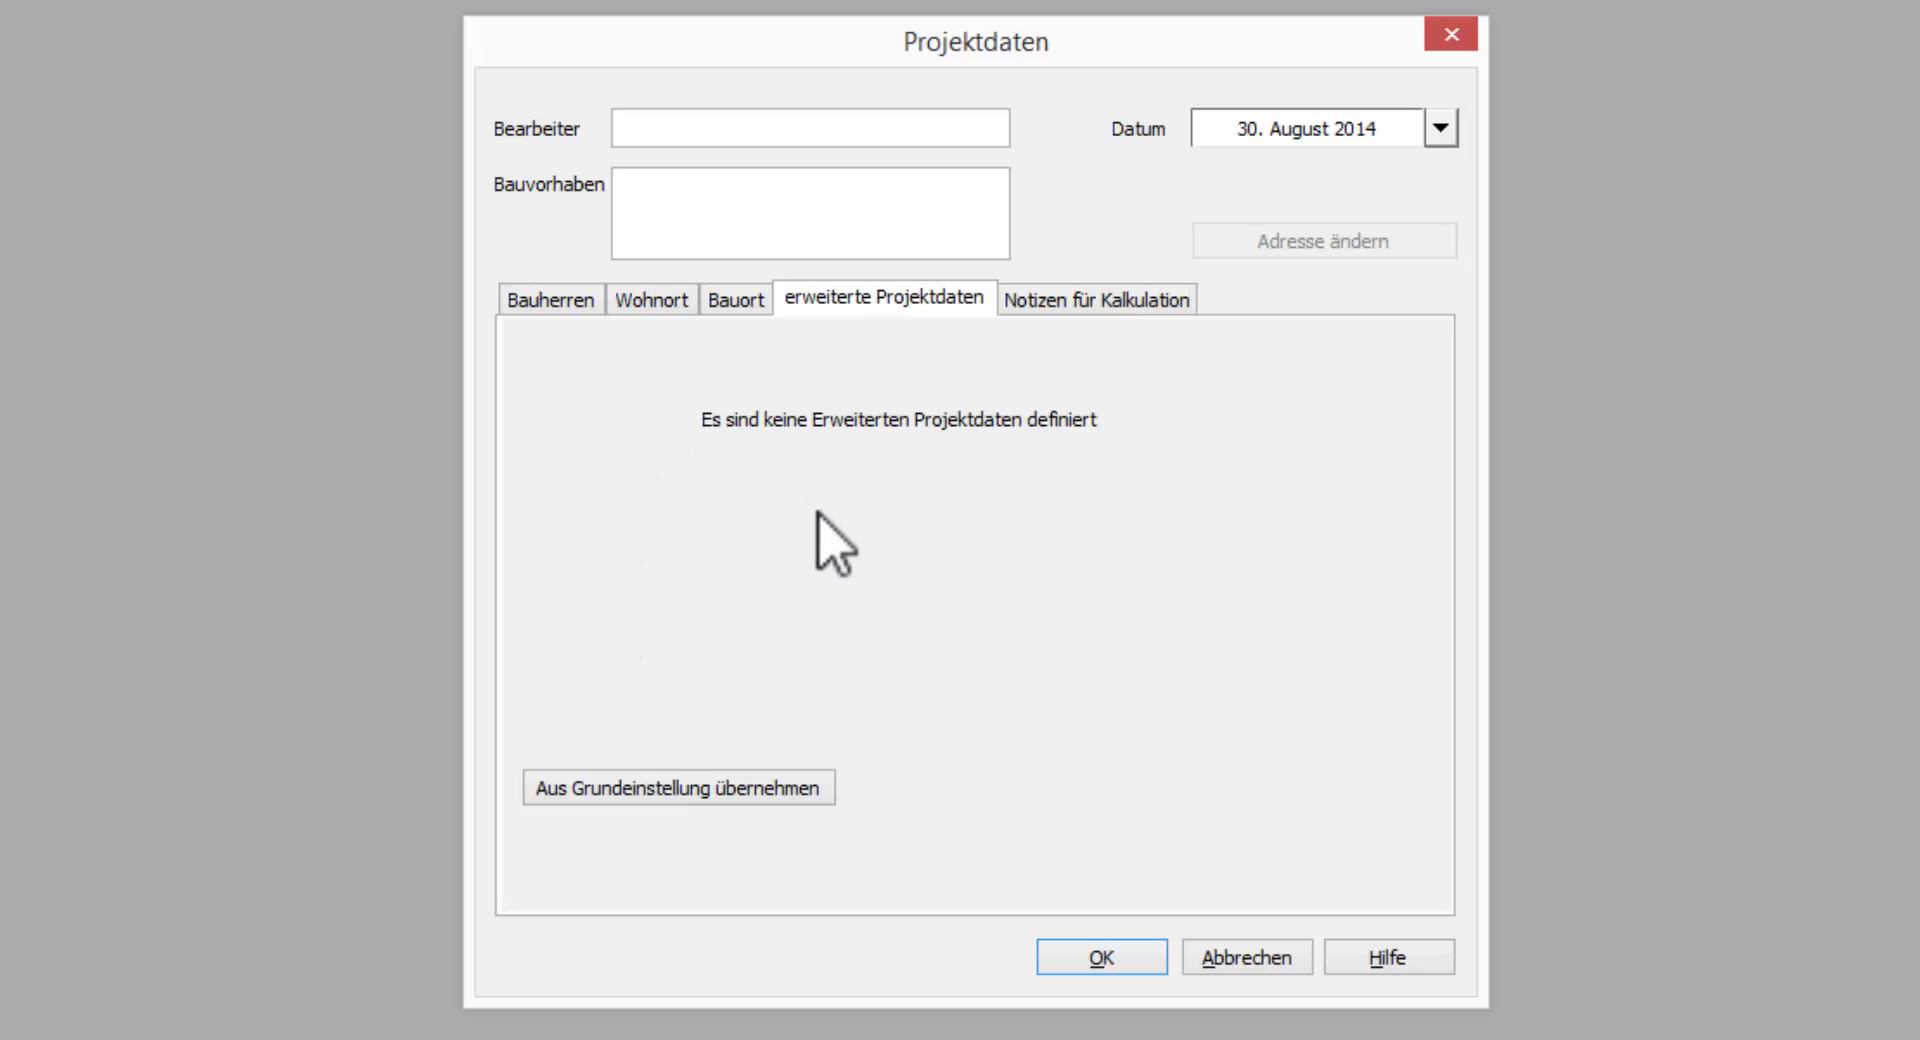 Projektdaten
Bearbeiter
Datum
30. August 2014
Bauvorhaben
Adresse ändern
Bauherren
Wohnort
Bauort
erweiterte Projektdaten
Notizen für Kalkulation
Es sind keine Erweiterten Projektdaten definiert
Aus Grundeinstellung übernehmen
OK
Abbrechen
Hilfe